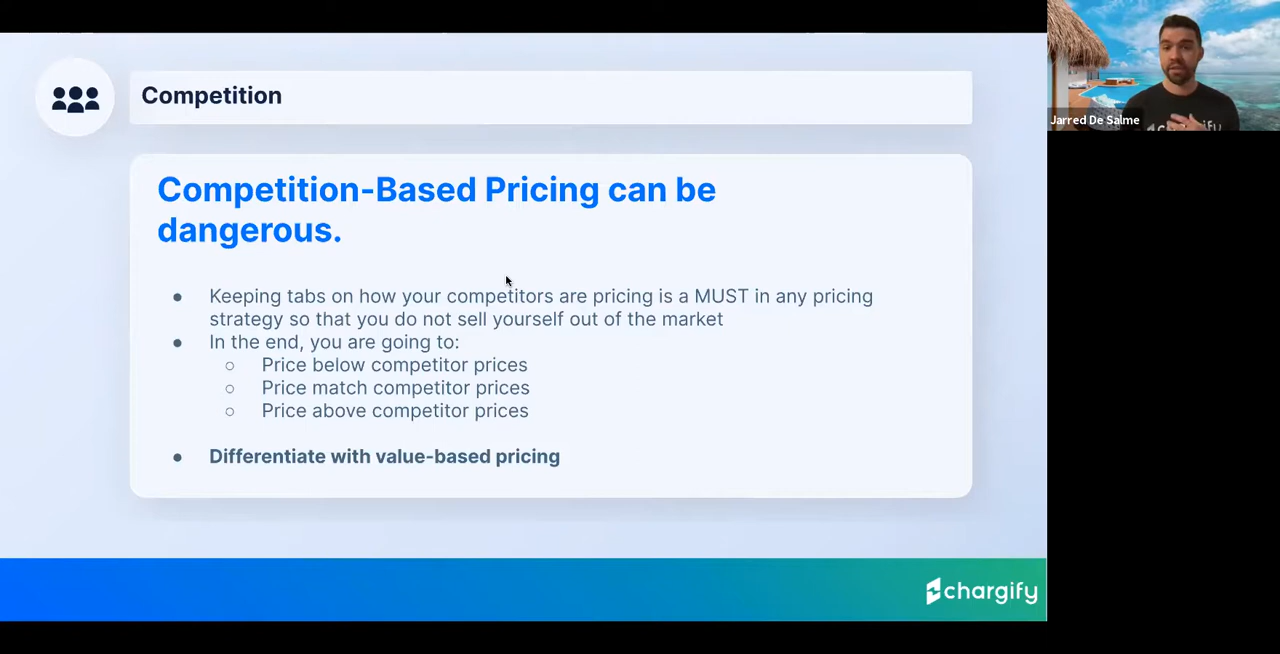 Competition
Competition-Based Pricing can be
dangerous.
● Keeping tabs on how your competitors are pricing is a MUST in any pricing
strategy so that you do not sell yourself out of the market
● In the end, you are going to:
○ Price below competitor prices
○ Price match competitor prices
○ Price above competitor prices
● Differentiate with value-based pricing
chargify
Jarred De Salme
chargify